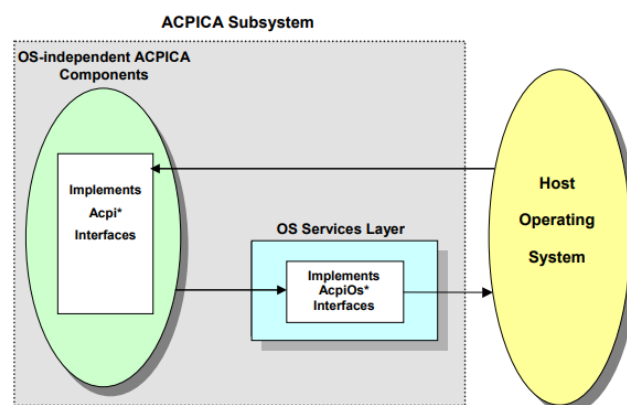 ACPICA Subsystem
OS-independent ACPICA
Components
Implements
Acpi*
Interfaces
OS Services Layer
Implements
AcpiOs*
Interfaces
Host
Operating
System